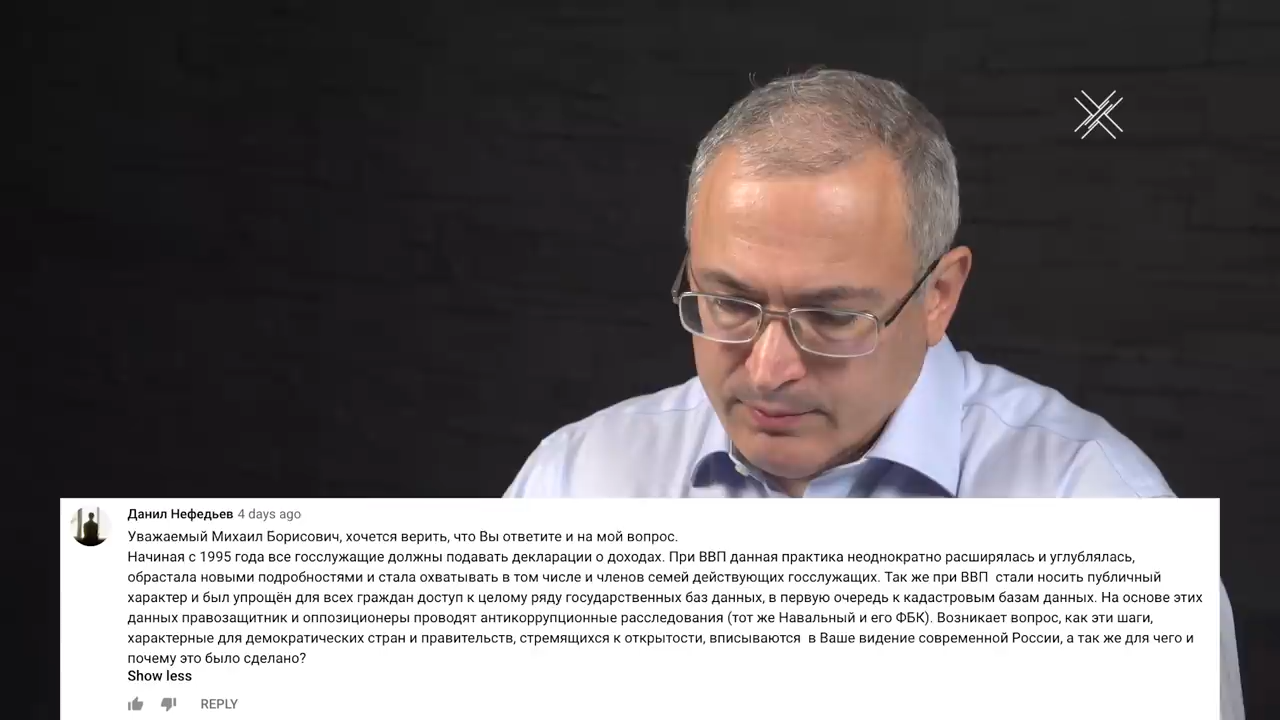 Данил Нефедьев 4 days ago
Уважаемый Михаил Борисович, хочется верить, что Вы ответите и на мой вопрос.
Начиная с 1995 года все госслужащие должны подавать декларации о доходах. При ВВП данная практика неоднократно расширялась и углублялась,
обрастала новыми подробностями и стала охватывать в том числе и членов семей действующих госслужащих. Так же при ВВП стали носить публичный
характер и был упрощён для всех граждан доступ к целому ряду государственных баз данных, в первую очередь к кадастровым базам данных. На основе этих
данных правозащитник и оппозиционеры проводят антикоррупционные расследования (тот же Навальный и его ФБК). Возникает вопрос, как эти шаги,
характерные для демократических стран и правительств, стремящихся к открытости, вписываются в Ваше видение современной России, а так же для чего и
почему это было сделано?
Show less
REPLY